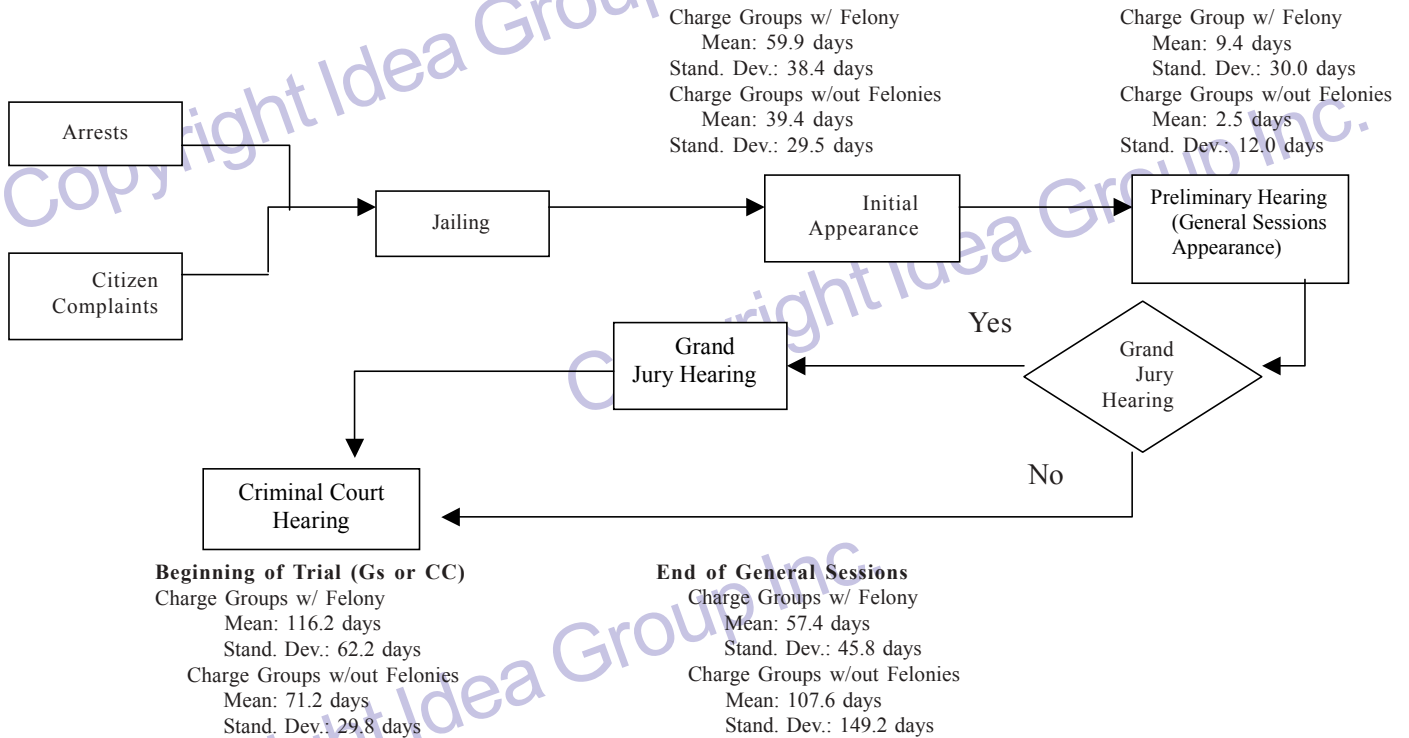 Charge Groups w/ Felony
Mean: 59.9 days
Stand. Dev.: 38.4 days
Charge Groups w/out Felonies
Mean: 39.4 days
Stand. Dev.: 29.5 days
Charge Group w/ Felony
Mean: 9.4 days
Stand. Dev.: 30.0 days
Charge Groups w/out Felonies
Mean: 2.5 days
Stand. Dev.: 12.0 days
Copyright Idea Group Inc.
Arrests
Citizen
Complaints
Jailing
Initial
Appearance
Preliminary Hearing
(General Sessions
Appearance)
Copyright Idea Group Inc.
Grand
Jury
Hearing
Yes
Grand
Jury Hearing
No
Criminal Court
Hearing
Beginning of Trial (Gs or CC)
Charge Groups w/ Felony
Mean: 116.2 days
Stand. Dev.: 62.2 days
Charge Groups w/out Felonies
Mean: 71.2 days
Stand. Dev.: 29.8 days
End of General Sessions
Charge Groups w/ Felony
Mean: 57.4 days
Stand. Dev.: 45.8 days
Charge Groups w/out Felonies
Mean: 107.6 days
Stand. Dev.: 149.2 days
Idea Group Inc.